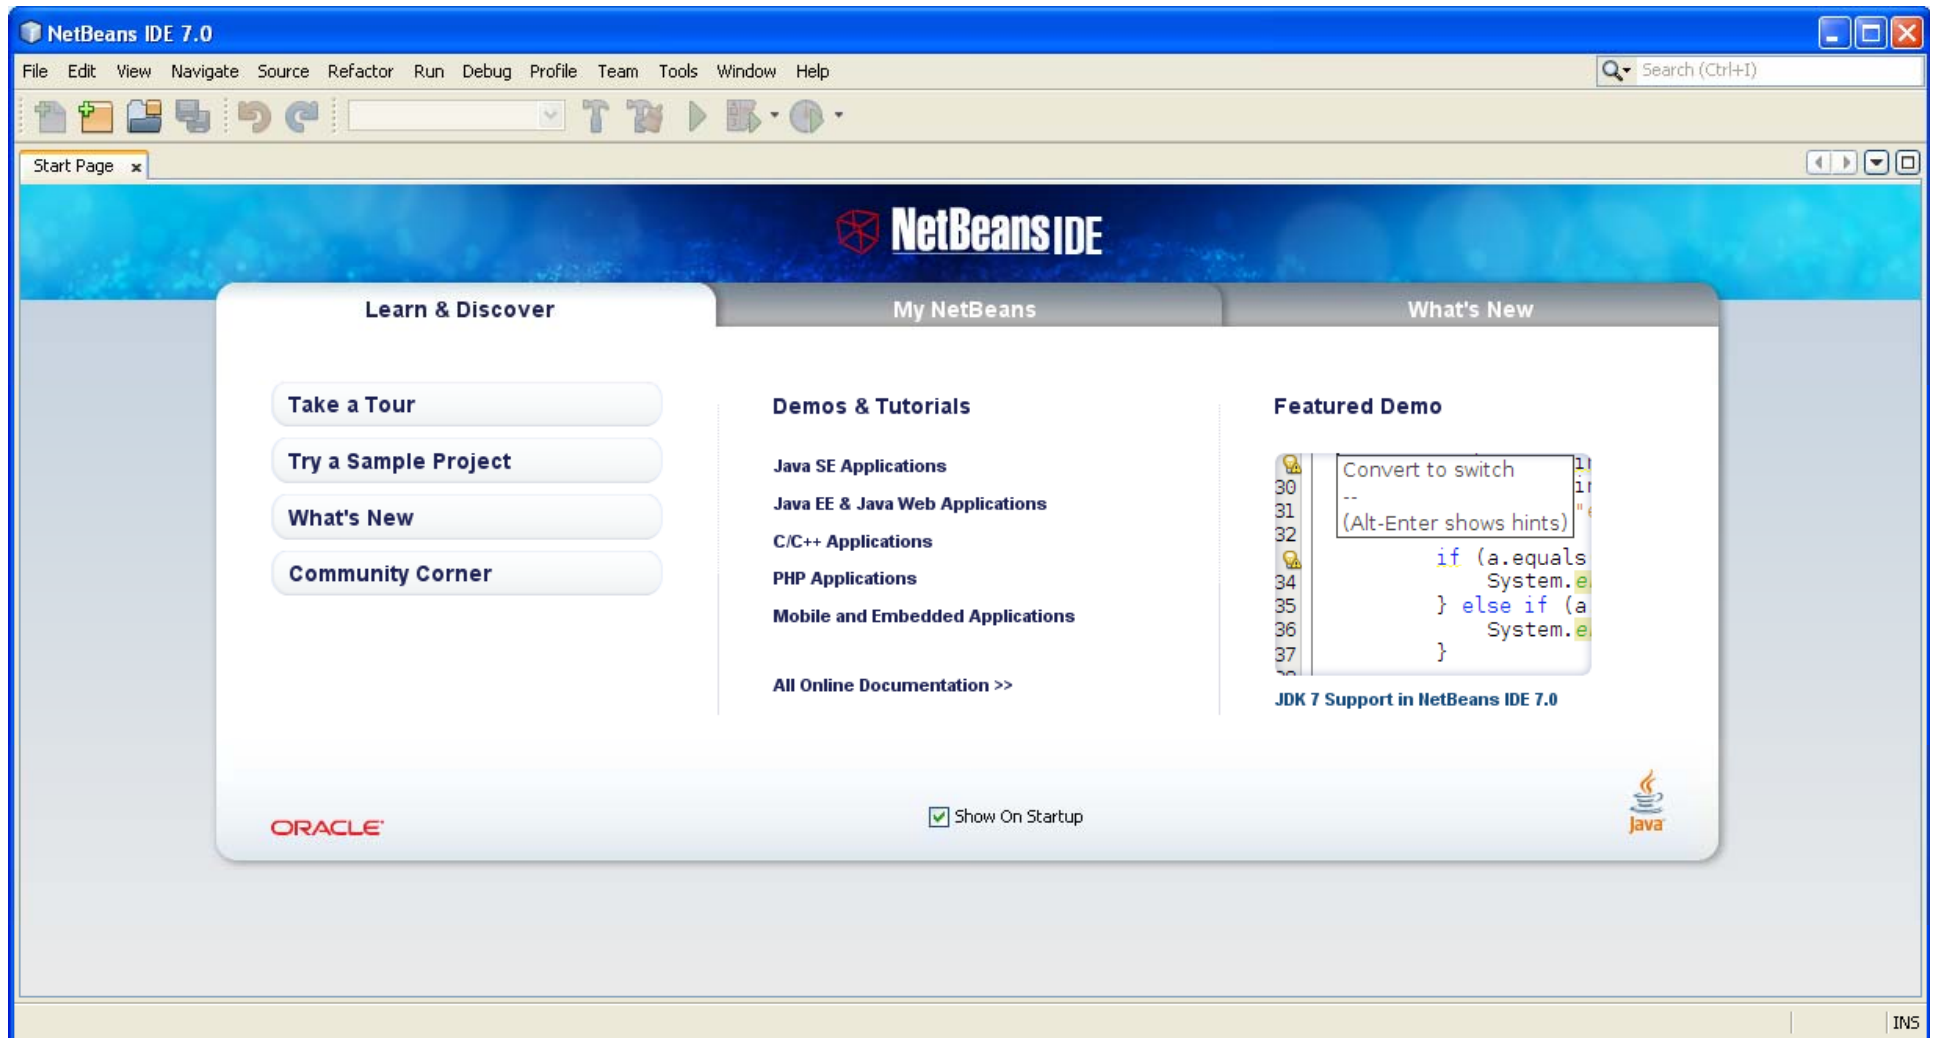 NetBeans IDE 7.0
File Edit View Navigate Source Refactor Run Debug Profile Team Tools Window Help
Search (Ctrl+I)
Start Page
NetBeans IDE
Learn & Discover
My NetBeans
What's New
Take a Tour
Try a Sample Project
What's New
Community Corner
Demos & Tutorials
Java SE Applications
Java EE & Java Web Applications
C/C++ Applications
PHP Applications
Mobile and Embedded Applications
All Online Documentation >>
Featured Demo
Convert to switch
--
(Alt-Enter shows hints)
30
31
32
if (a.equals
34 System.
35 } else if (a
36 System.
37 }
JDK 7 Support in NetBeans IDE 7.0
ORACLE
Show On Startup
Java
INS